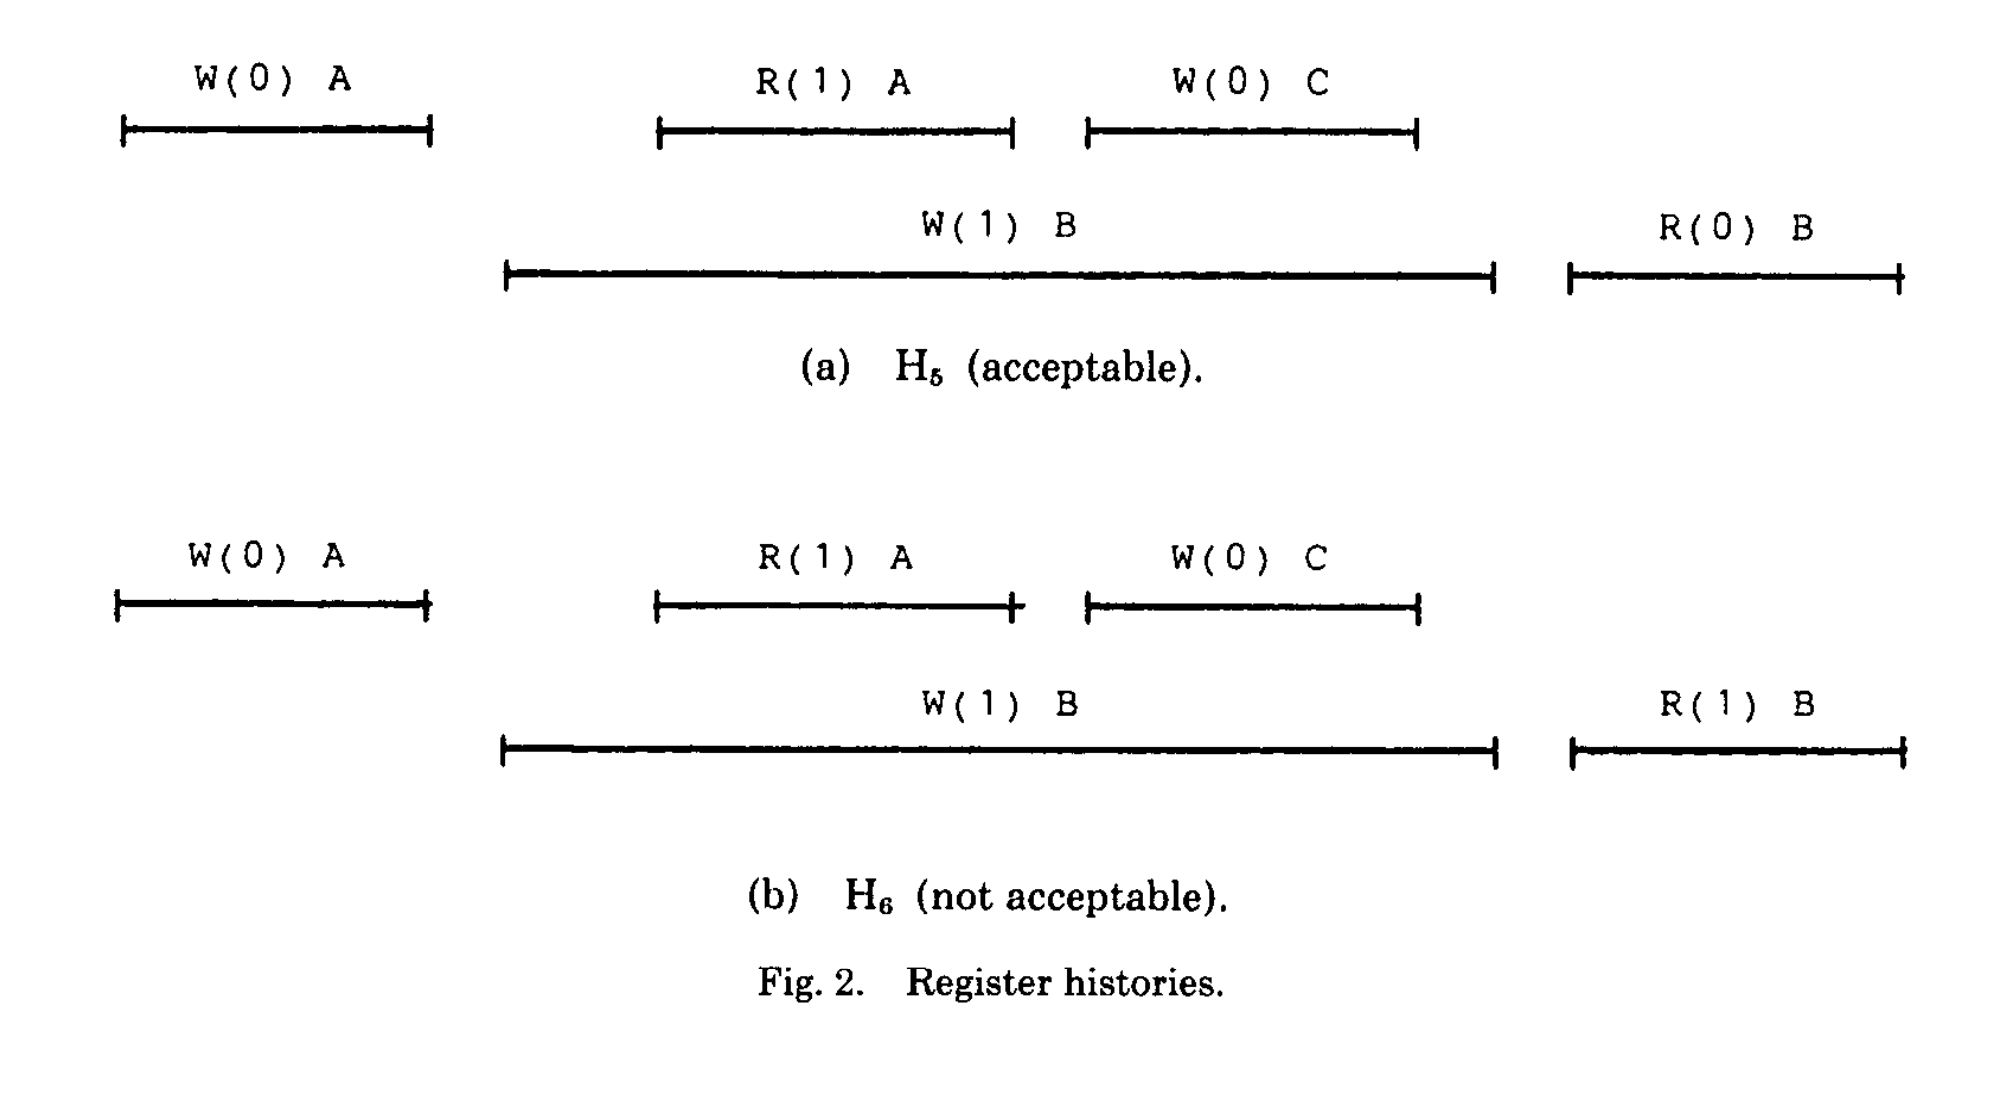 W(0) A R(1) A W(0) C
W(1) B R(0) B
(a) H₅ (acceptable).
W(0) A R(1) A W(0) C
W(1) B R(1) B
(b) H₆ (not acceptable).
Fig. 2. Register histories.